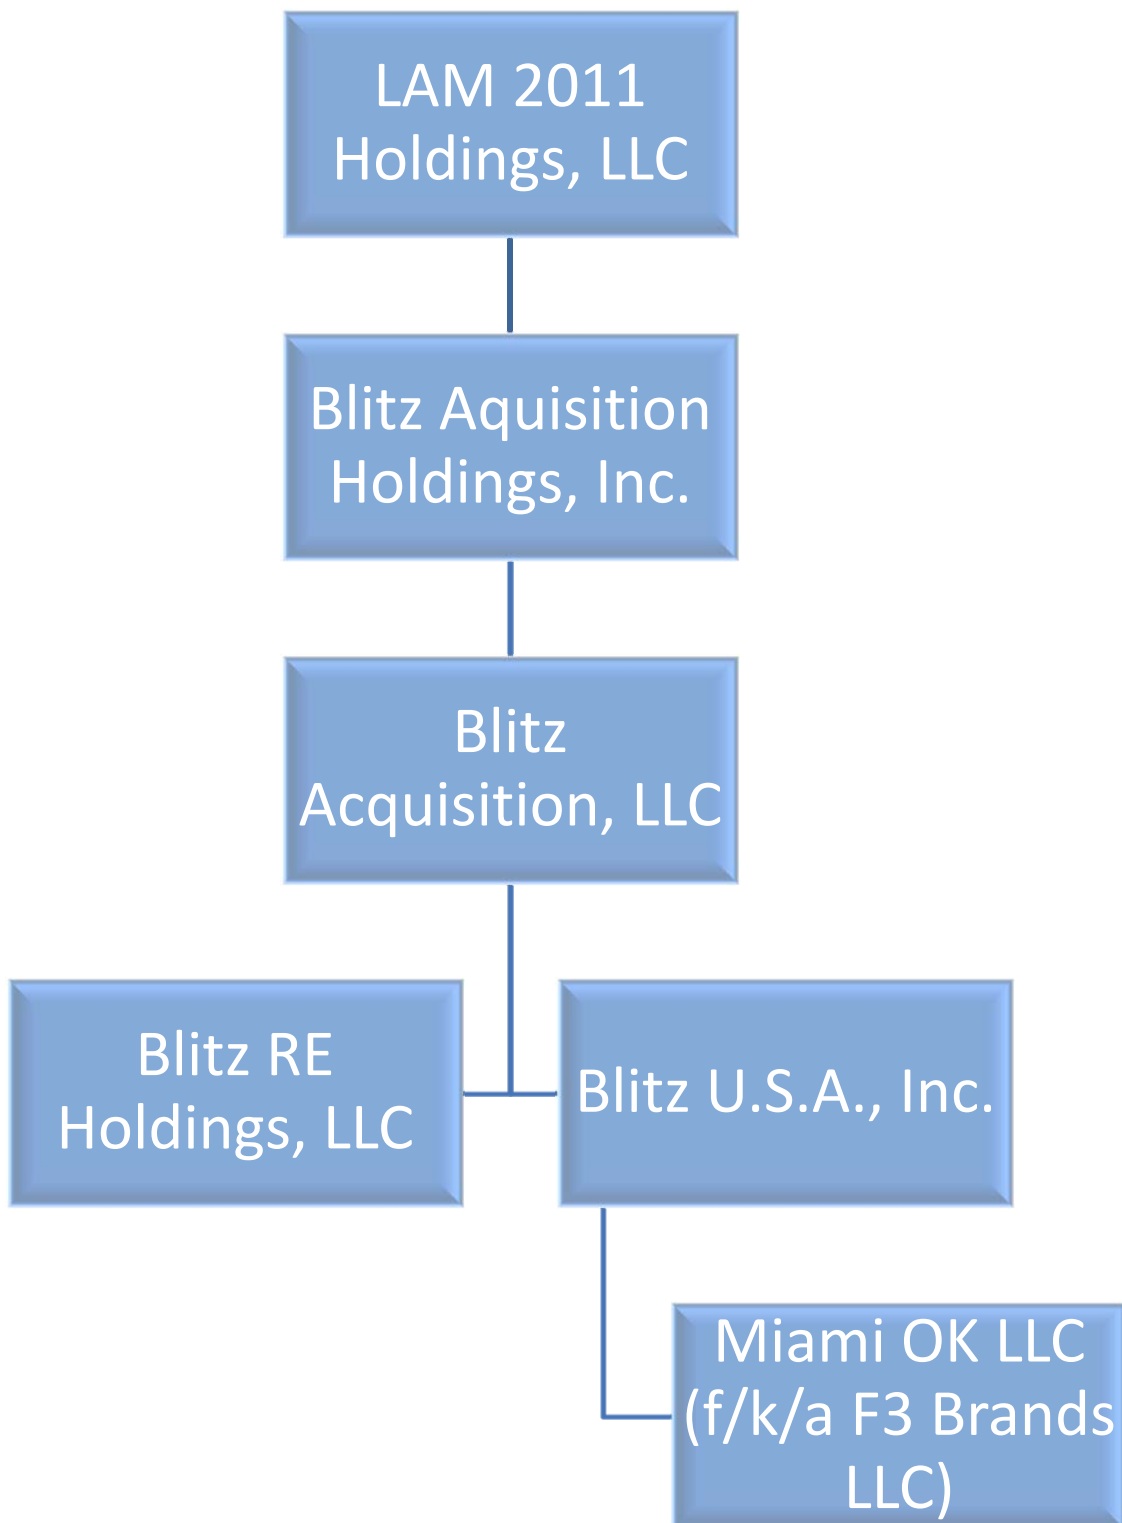 LAM 2011
Holdings, LLC
Blitz Aquisition
Holdings, Inc.
Blitz
Acquisition, LLC
Blitz RE
Holdings, LLC
Blitz U.S.A., Inc.
Miami OK LLC
(f/k/a F3 Brands
LLC)